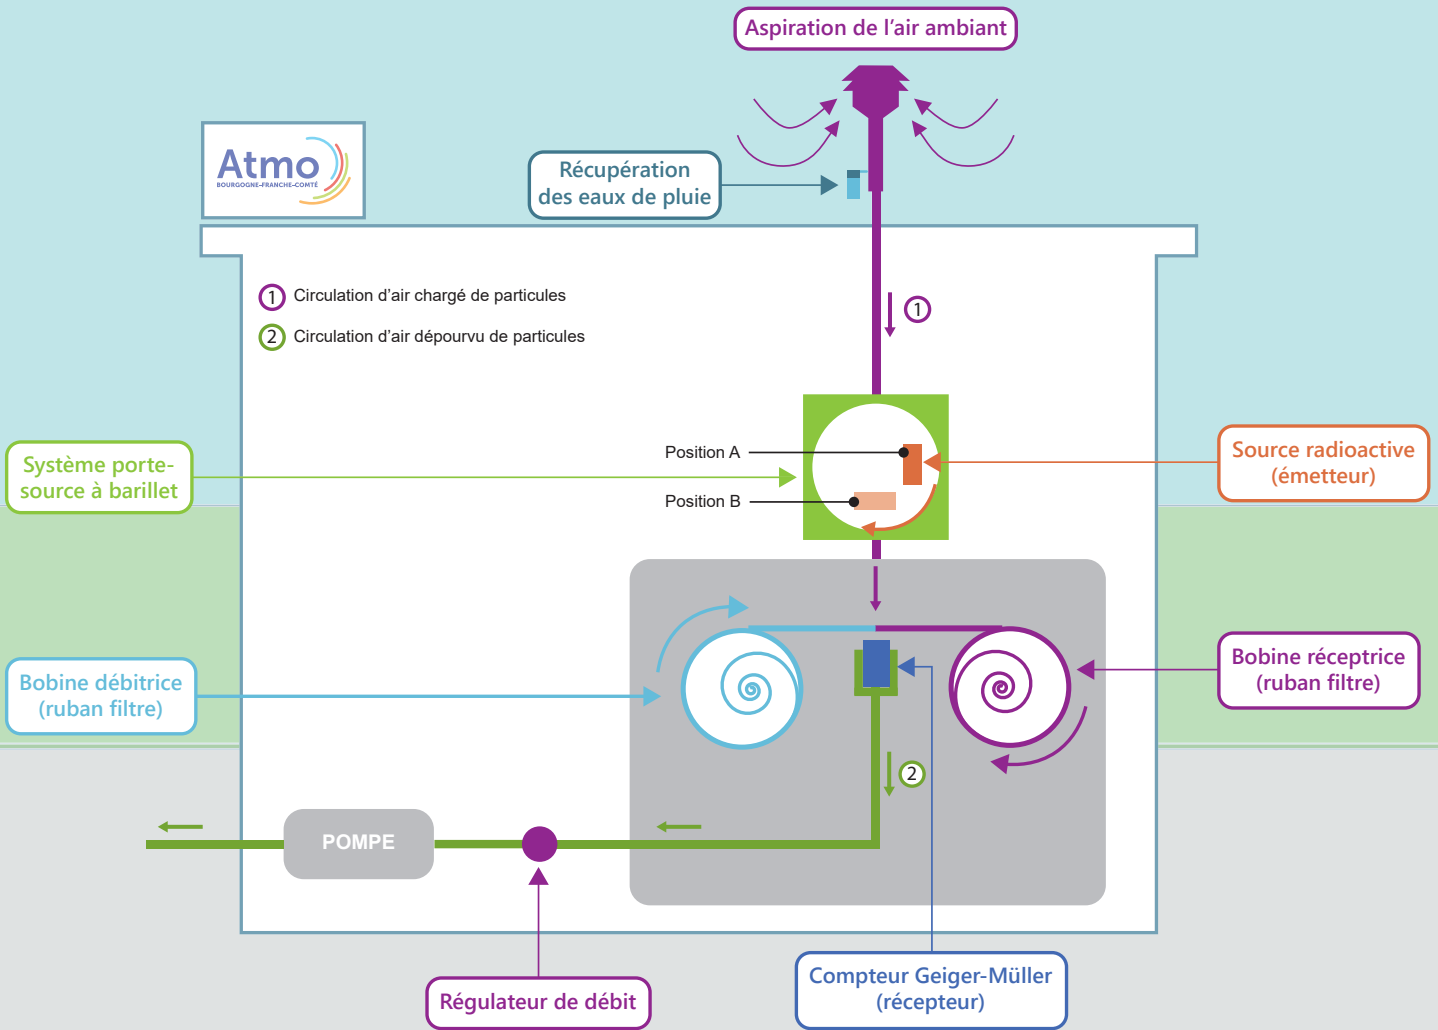 Aspiration de l'air ambiant
Atmo
BOURGOGNE-FRANCHE-COMTÉ
Récupération
des eaux de pluie
1 Circulation d'air chargé de particules
2 Circulation d'air dépourvu de particules
1
Position A
Position B
Système porte-
source à barillet
Source radioactive
(émetteur)
Bobine débitrice
(ruban filtre)
Bobine réceptrice
(ruban filtre)
2
POMPE
Régulateur de débit
Compteur Geiger-Müller
(récepteur)